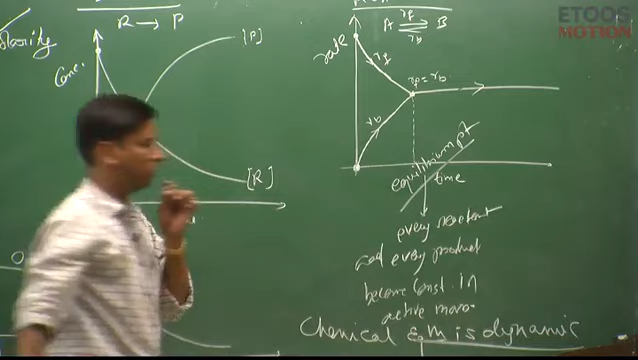 ETOOS
MOTION
R → P
[P]
Conc.
[R]
rf
A ⇌ B
rb
rate
rf
rf = rb
rb
equilibrium pt
time
every reactant
and every product
become const. in
active mass
Chemical EqM is dynamic